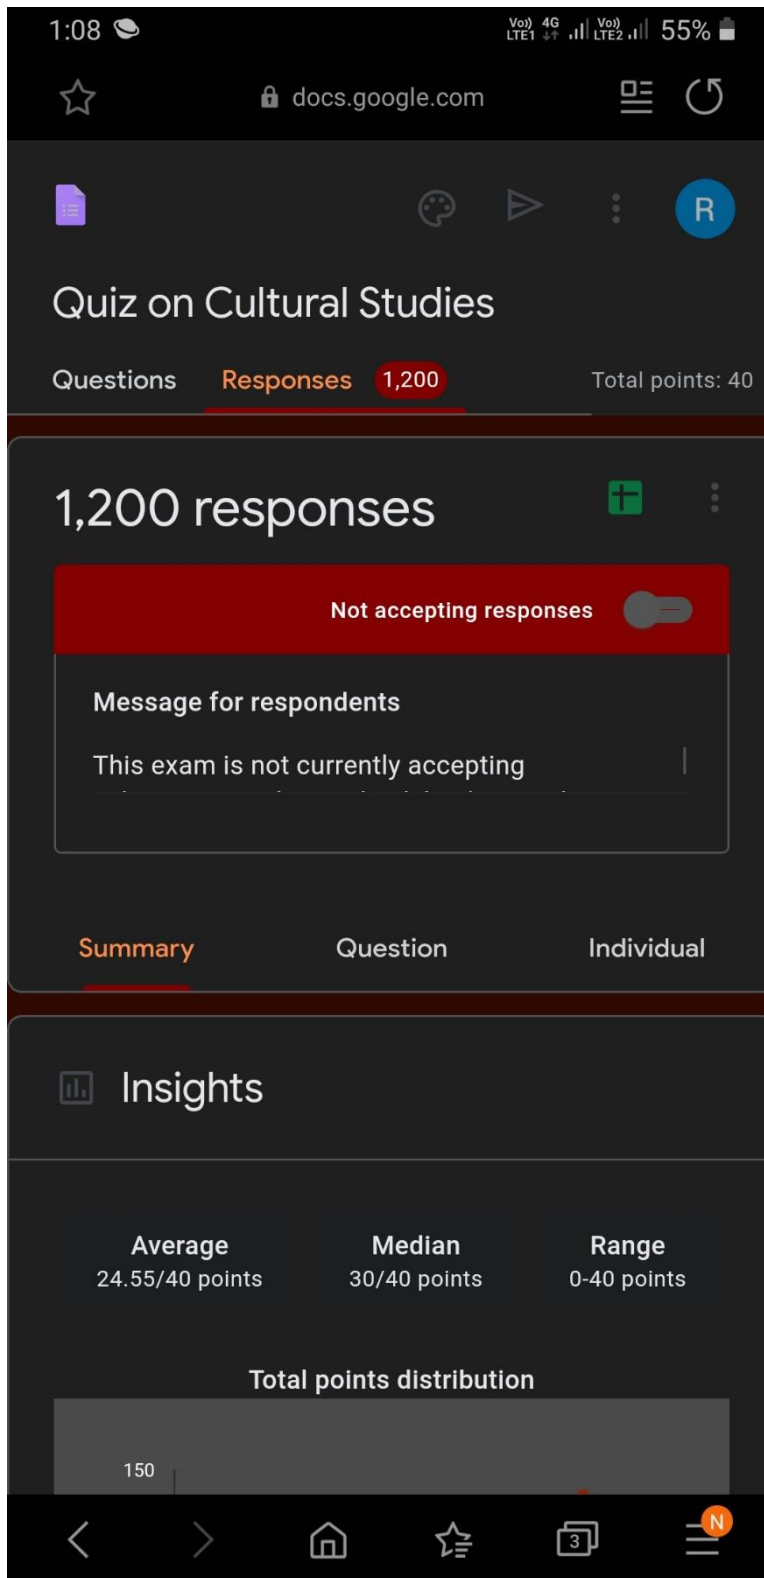 1:08
Vo)) 4G Vo)) 55%
LTE1 LTE2
docs.google.com
R
Quiz on Cultural Studies
Questions Responses 1,200 Total points: 40
1,200 responses
Not accepting responses
Message for respondents
This exam is not currently accepting
Summary Question Individual
Insights
Average Median Range
24.55/40 points 30/40 points 0-40 points
Total points distribution
150
3 N